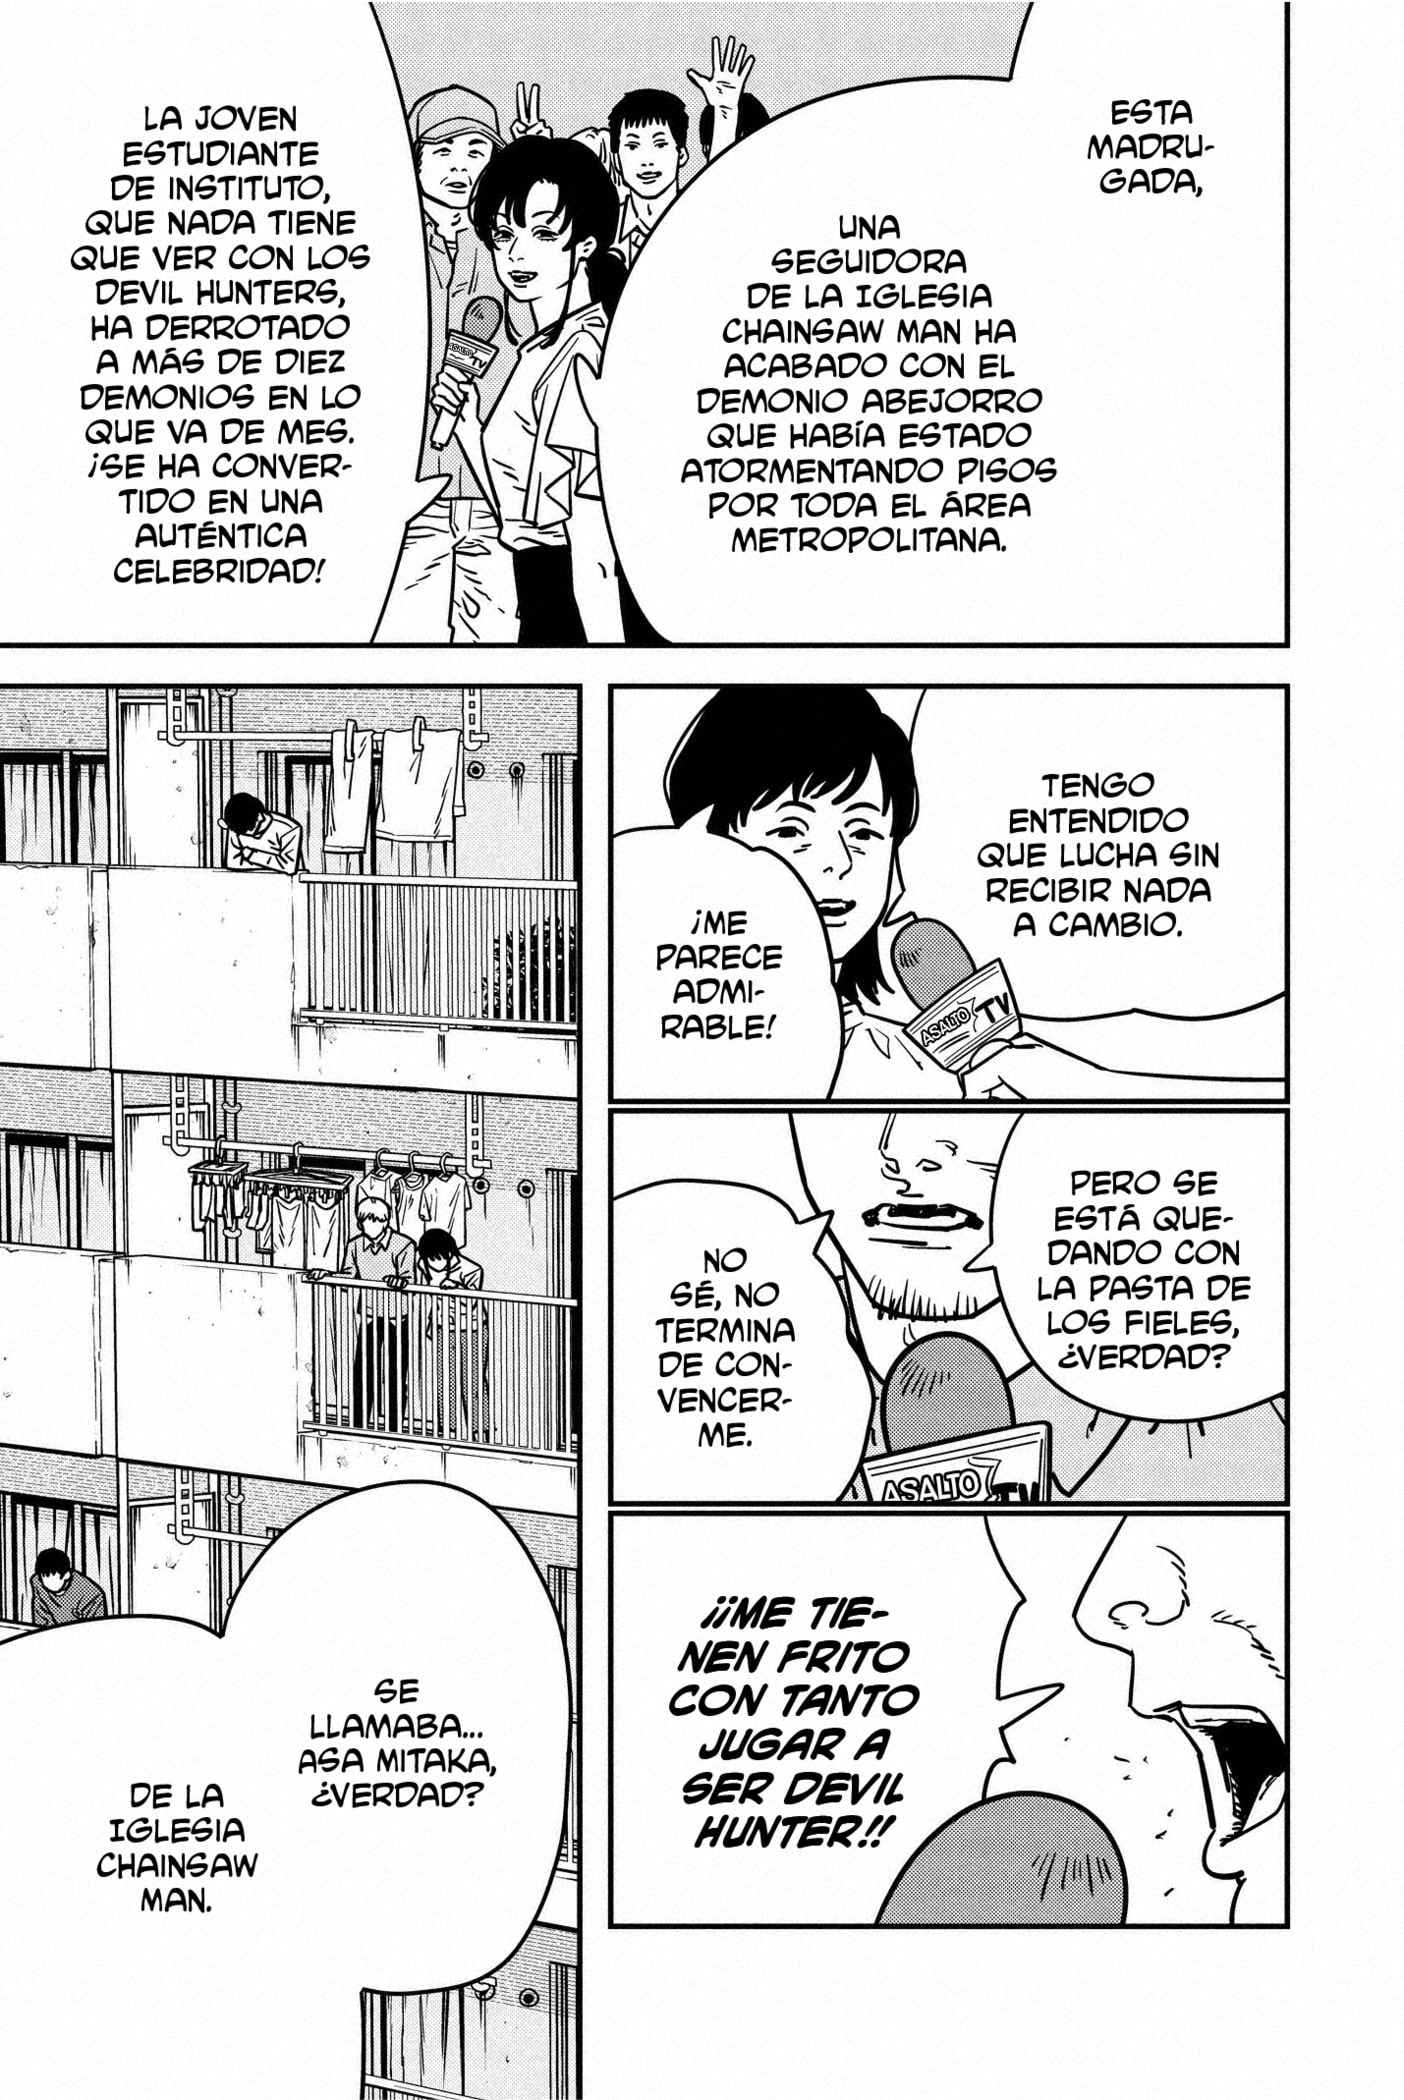 ESTA
MADRU-
GADA,
UNA
SEGUIDORA
DE LA IGLESIA
CHAINSAW MAN HA
ACABADO CON EL
DEMONIO ABEJORRO
QUE HABÍA ESTADO
ATORMENTANDO PISOS
POR TODA EL ÁREA
METROPOLITANA.
ASALTO
TV
LA JOVEN
ESTUDIANTE
DE INSTITUTO,
QUE NADA TIENE
QUE VER CON LOS
DEVIL HUNTERS,
HA DERROTADO
A MÁS DE DIEZ
DEMONIOS EN LO
QUE VA DE MES.
¡SE HA CONVER-
TIDO EN UNA
AUTÉNTICA
CELEBRIDAD!
TENGO
ENTENDIDO
QUE LUCHA SIN
RECIBIR NADA
A CAMBIO.
¡ME
PARECE
ADMI-
RABLE!
ASALTO
TV
PERO SE
ESTÁ QUE-
DANDO CON
LA PASTA DE
LOS FIELES,
¿VERDAD?
NO
SÉ, NO
TERMINA
DE CON-
VENCER-
ME.
ASALTO
TV
¡¡ME TIE-
NEN FRITO
CON TANTO
JUGAR A
SER DEVIL
HUNTER!!
SE
LLAMABA...
ASA MITAKA,
¿VERDAD?
DE LA
IGLESIA
CHAINSAW
MAN.